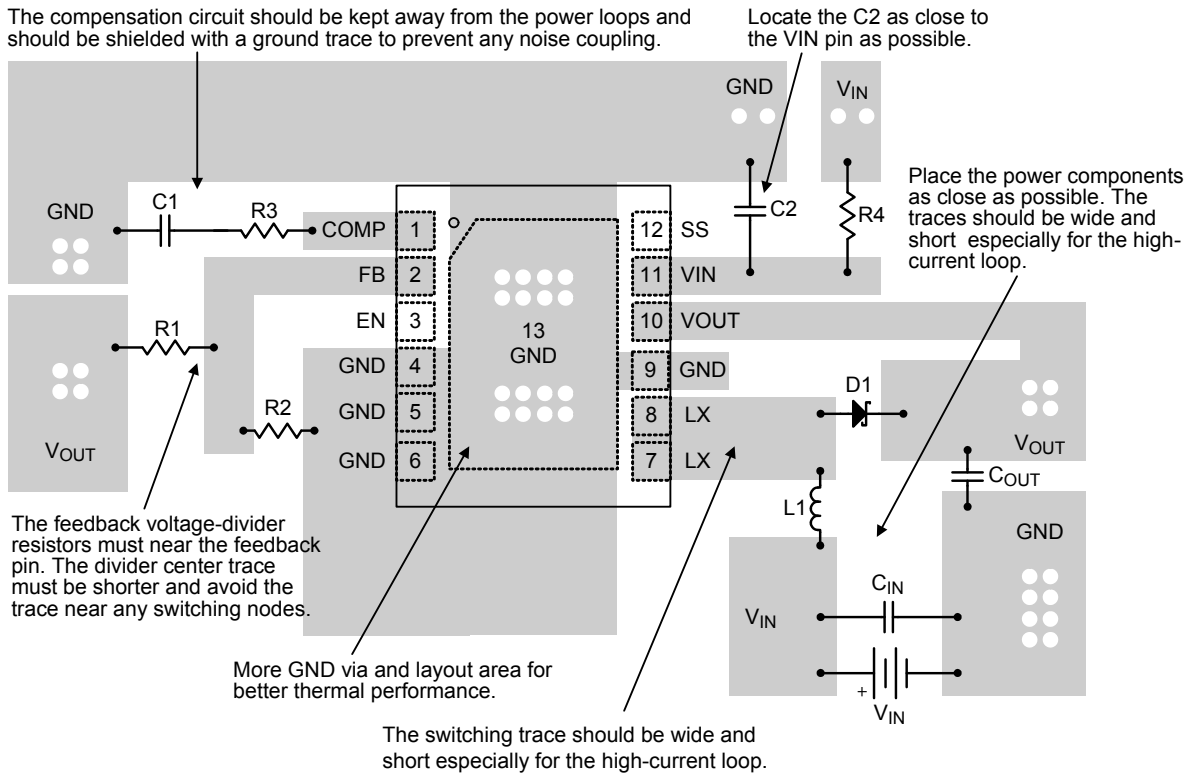 The compensation circuit should be kept away from the power loops and
should be shielded with a ground trace to prevent any noise coupling.
Locate the C2 as close to
the VIN pin as possible.
GND
VIN
Place the power components
as close as possible. The
traces should be wide and
short especially for the high-
current loop.
GND
C1
R3
COMP
1
12
SS
C2
R4
FB
2
11
VIN
EN
3
10
VOUT
13
GND
R1
GND
4
9
GND
D1
R2
GND
5
8
LX
VOUT
GND
6
7
LX
VOUT
COUT
L1
GND
The feedback voltage-divider
resistors must near the feedback
pin. The divider center trace
must be shorter and avoid the
trace near any switching nodes.
CIN
VIN
+
VIN
More GND via and layout area for
better thermal performance.
The switching trace should be wide and
short especially for the high-current loop.